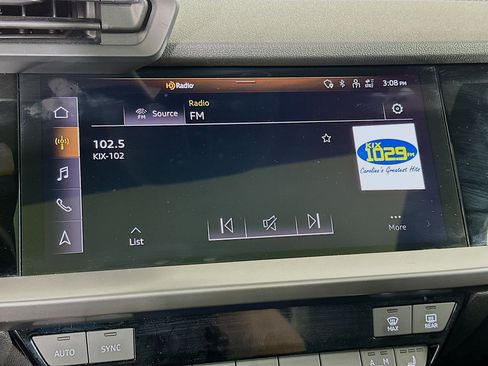 HD Radio
3:08 PM
FM
Source
Radio
FM
102.5
KIX-102
KIX
102.9 FM
Carolina's Greatest Hits
List
More
AUTO
SYNC
MAX
REAR
A
M